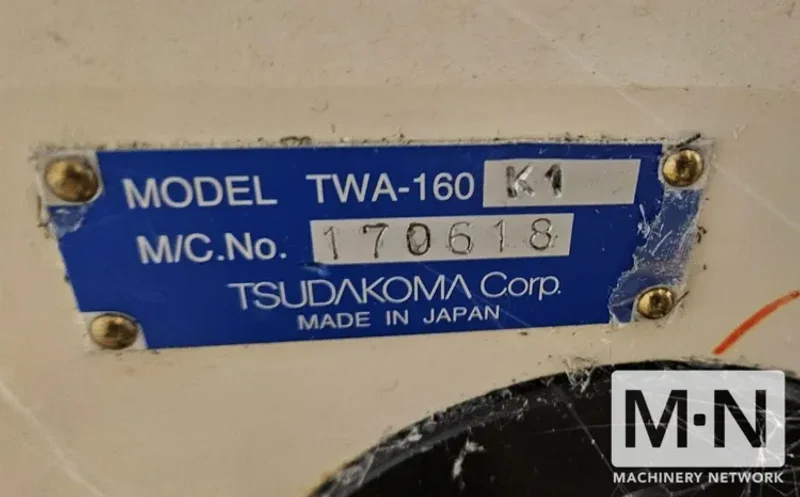 MODEL TWA-160 K1
M/C.No. 170618
TSUDAKOMA Corp.
MADE IN JAPAN
M·N
MACHINERY NETWORK